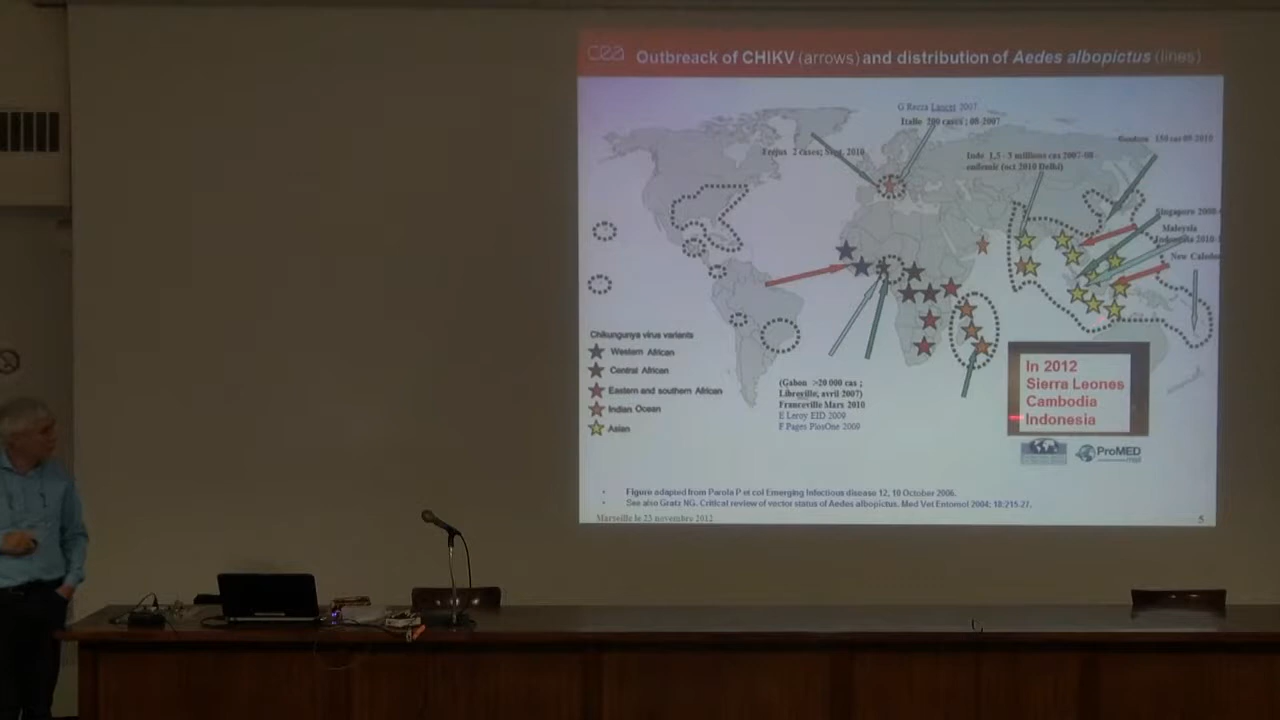 cea
Outbreack of CHIKV (arrows) and distribution of Aedes albopictus (lines)
G Rezza Lancet 2007
Italie 200 cases ; 08-2007
Frejus 2 cases; Sept. 2010
150 cas 08-2010
Inde 1,5 - 3 millions cas 2007-08
endemic (oct 2010 Delhi)
Singapore 2008-
Malaysia
Indonesia 2010-1
New Caledo
Chikungunya virus variants
Western African
Central African
Eastern and southern African
Indian Ocean
Asian
(Gabon >20 000 cas ;
Libreville, avril 2007)
Franceville Mars 2010
E Leroy EID 2009
F Pages PlosOne 2009
In 2012
Sierra Leones
Cambodia
Indonesia
ProMED
mail
• Figure adapted from Parola P et col Emerging Infectious disease 12, 10 October 2006.
• See also Gratz NG. Critical review of vector status of Aedes albopictus. Med Vet Entomol 2004; 18:215-27.
Marseille le 23 novembre 2012
5